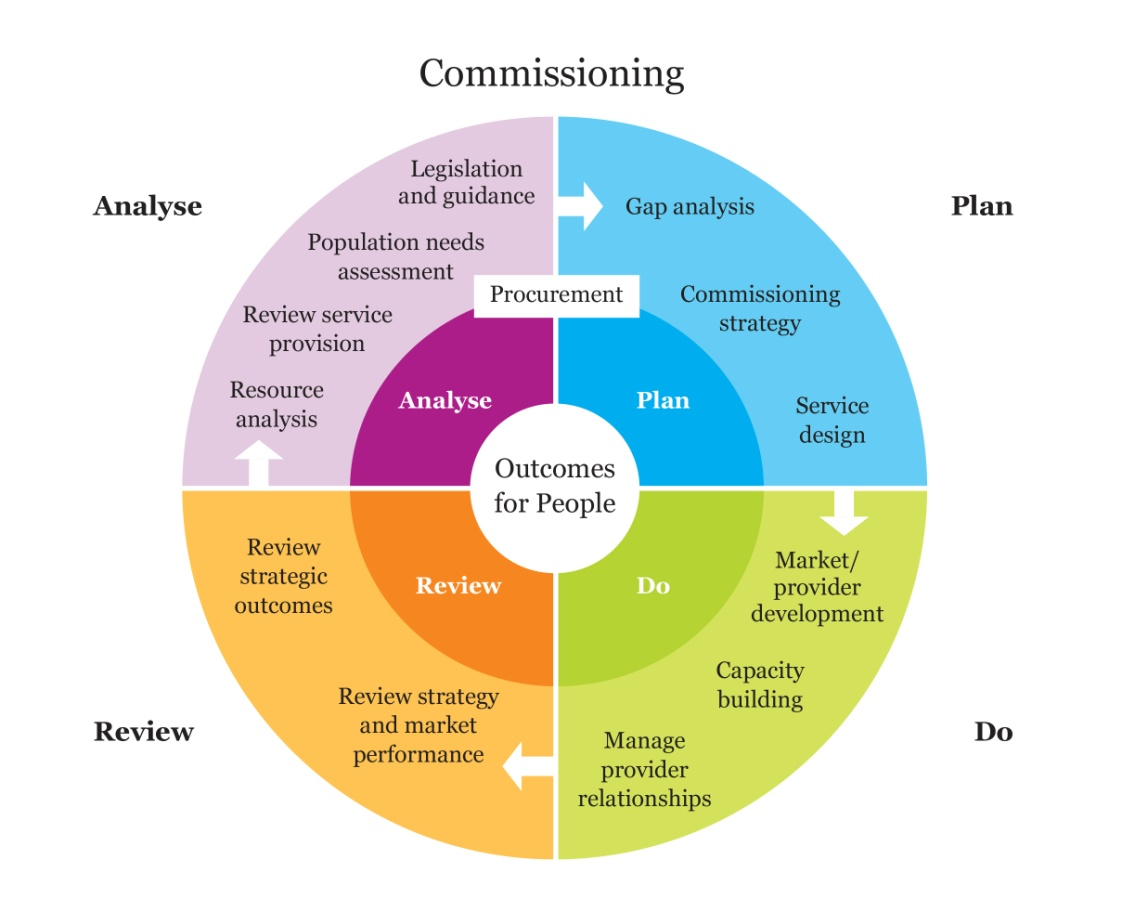 Commissioning
Analyse
Plan
Legislation
and guidance
Gap analysis
Population needs
assessment
Procurement
Commissioning
strategy
Review service
provision
Resource
analysis
Analyse
Plan
Service
design
Outcomes
for People
Review
strategic
outcomes
Review
Do
Market/
provider
development
Capacity
building
Review strategy
and market
performance
Manage
provider
relationships
Review
Do